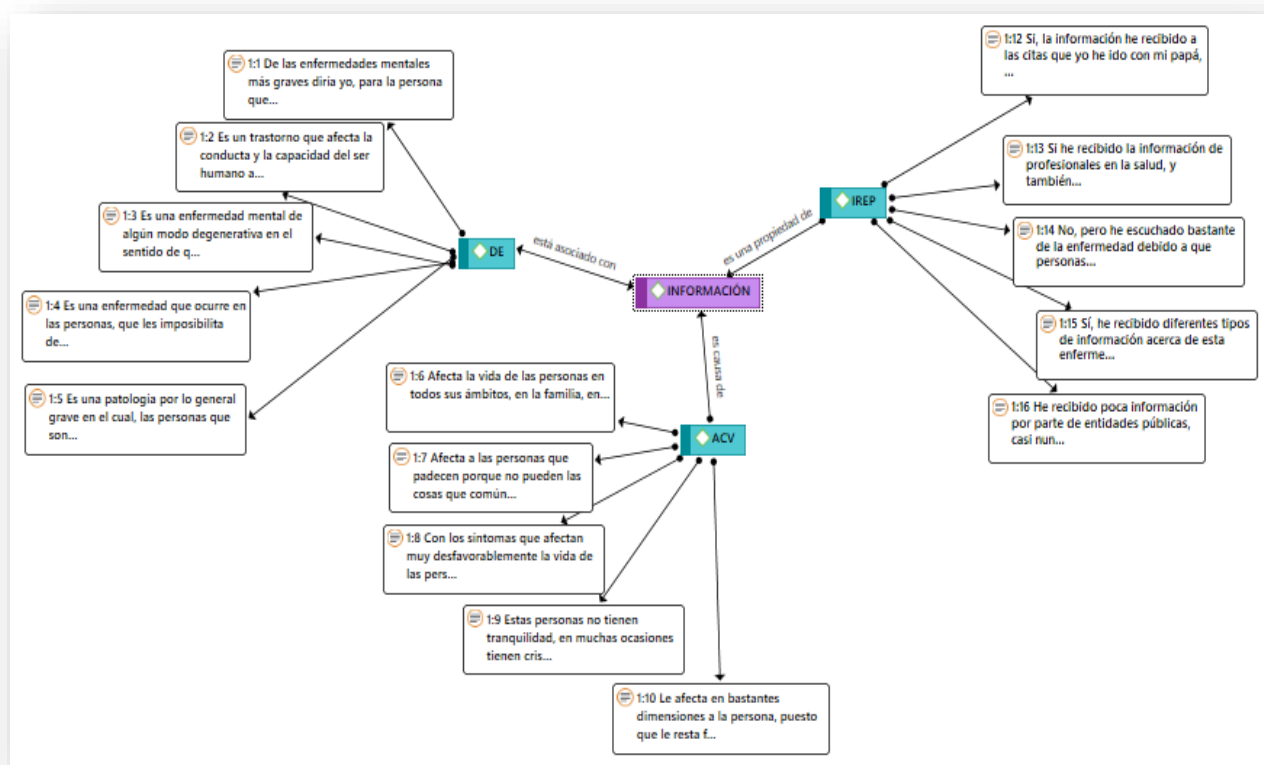 1:1 De las enfermedades mentales
más graves diría yo, para la persona
que...
1:2 Es un trastorno que afecta la
conducta y la capacidad del ser
humano a...
1:3 Es una enfermedad mental de
algún modo degenerativa en el
sentido de q...
1:4 Es una enfermedad que ocurre en
las personas, que les imposibilita
de...
1:5 Es una patología por lo general
grave en el cual, las personas que
son...
DE
está asociado con
INFORMACIÓN
es una propiedad de
IREP
1:12 Si, la información he recibido a
las citas que yo he ido con mi papá,
...
1:13 Si he recibido la información de
profesionales en la salud, y
también...
1:14 No, pero he escuchado bastante
de la enfermedad debido a que
personas...
1:15 Sí, he recibido diferentes tipos
de información acerca de esta
enferme...
1:16 He recibido poca información
por parte de entidades públicas,
casi nun...
es causa de
ACV
1:6 Afecta la vida de las personas en
todos sus ámbitos, en la familia, en...
1:7 Afecta a las personas que
padecen porque no pueden las
cosas que común...
1:8 Con los síntomas que afectan
muy desfavorablemente la vida de
las pers...
1:9 Estas personas no tienen
tranquilidad, en muchas ocasiones
tienen cris...
1:10 Le afecta en bastantes
dimensiones a la persona, puesto
que le resta f...